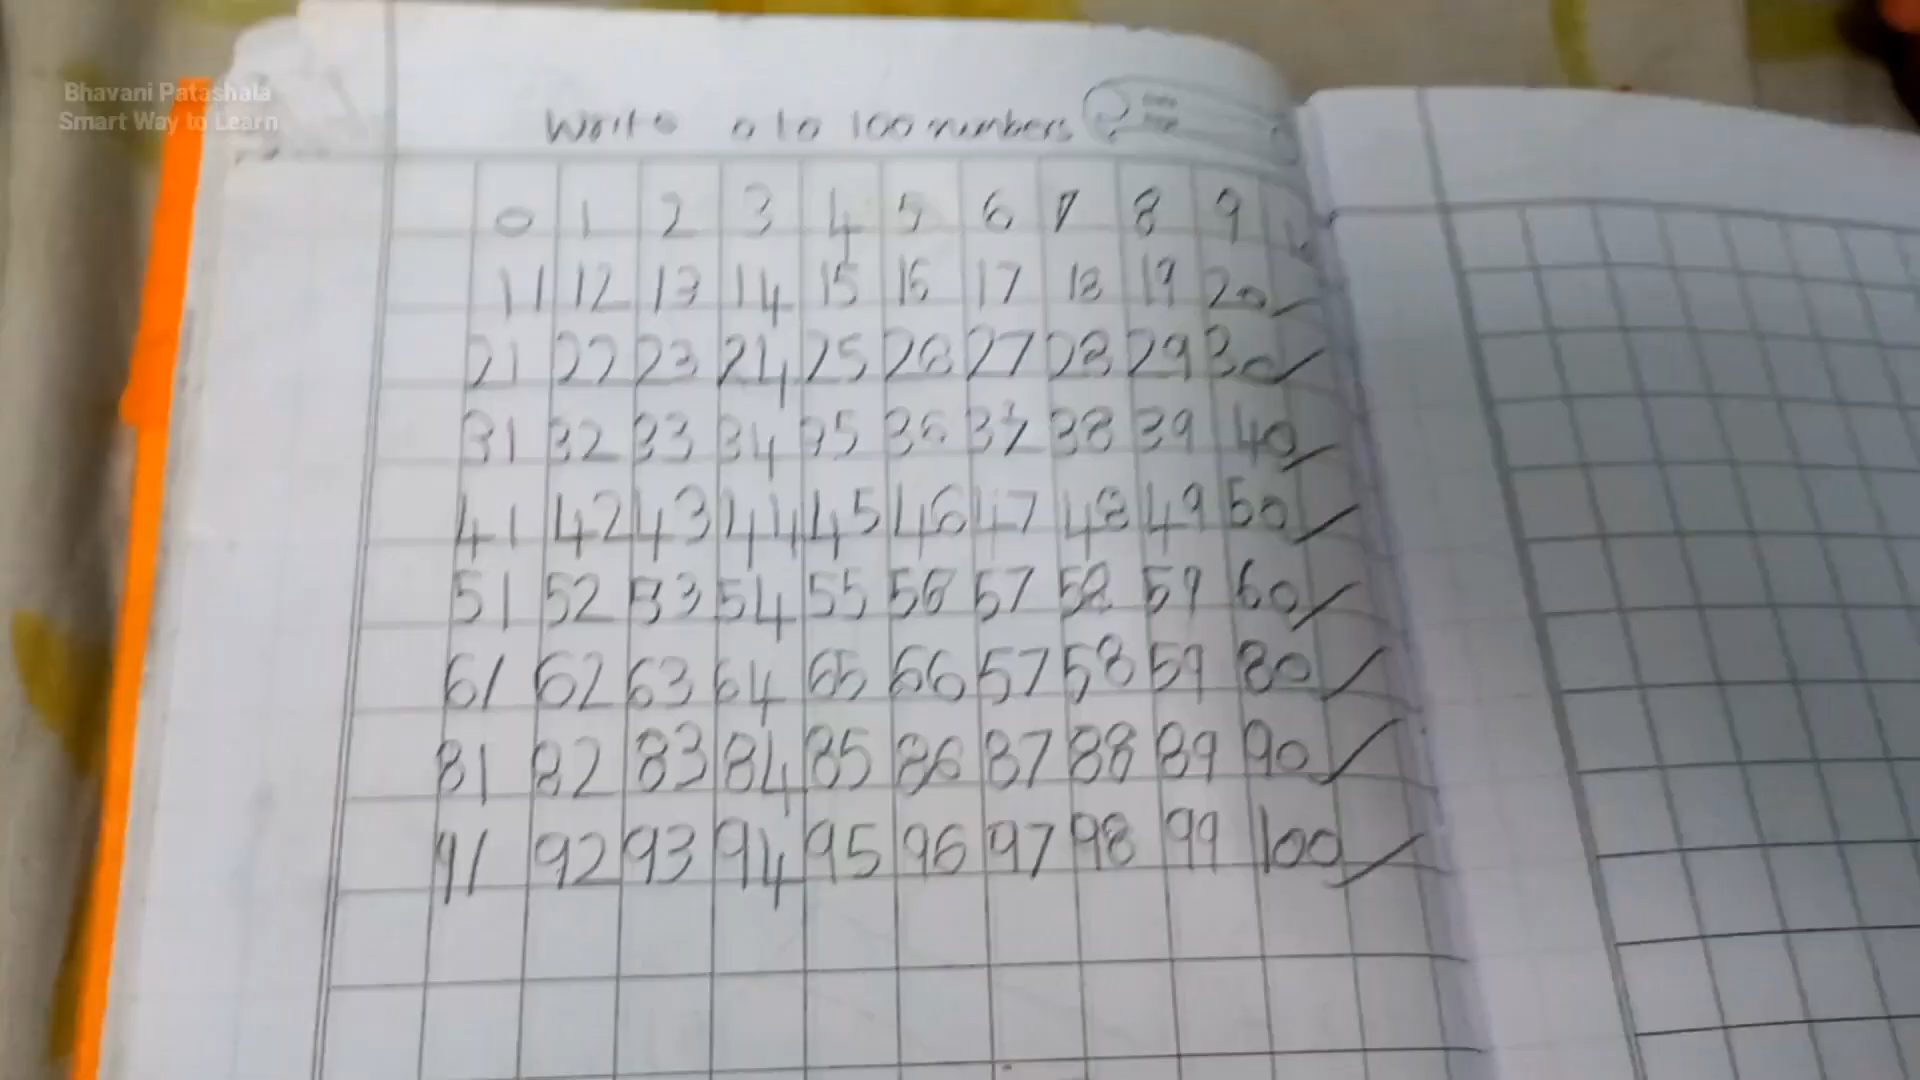 Bhavani Patashala
Smart Way to Learn
Write 0 to 100 numbers
0 1 2 3 4 5 6 7 8 9
11 12 13 14 15 16 17 18 19 20
21 22 23 24 25 26 27 28 29 30
31 32 33 34 35 36 37 38 39 40
41 42 43 44 45 46 47 48 49 50
51 52 53 54 55 56 57 58 59 60
61 62 63 64 65 66 57 58 59 80
81 82 83 84 85 86 87 88 89 90
91 92 93 94 95 96 97 98 99 100